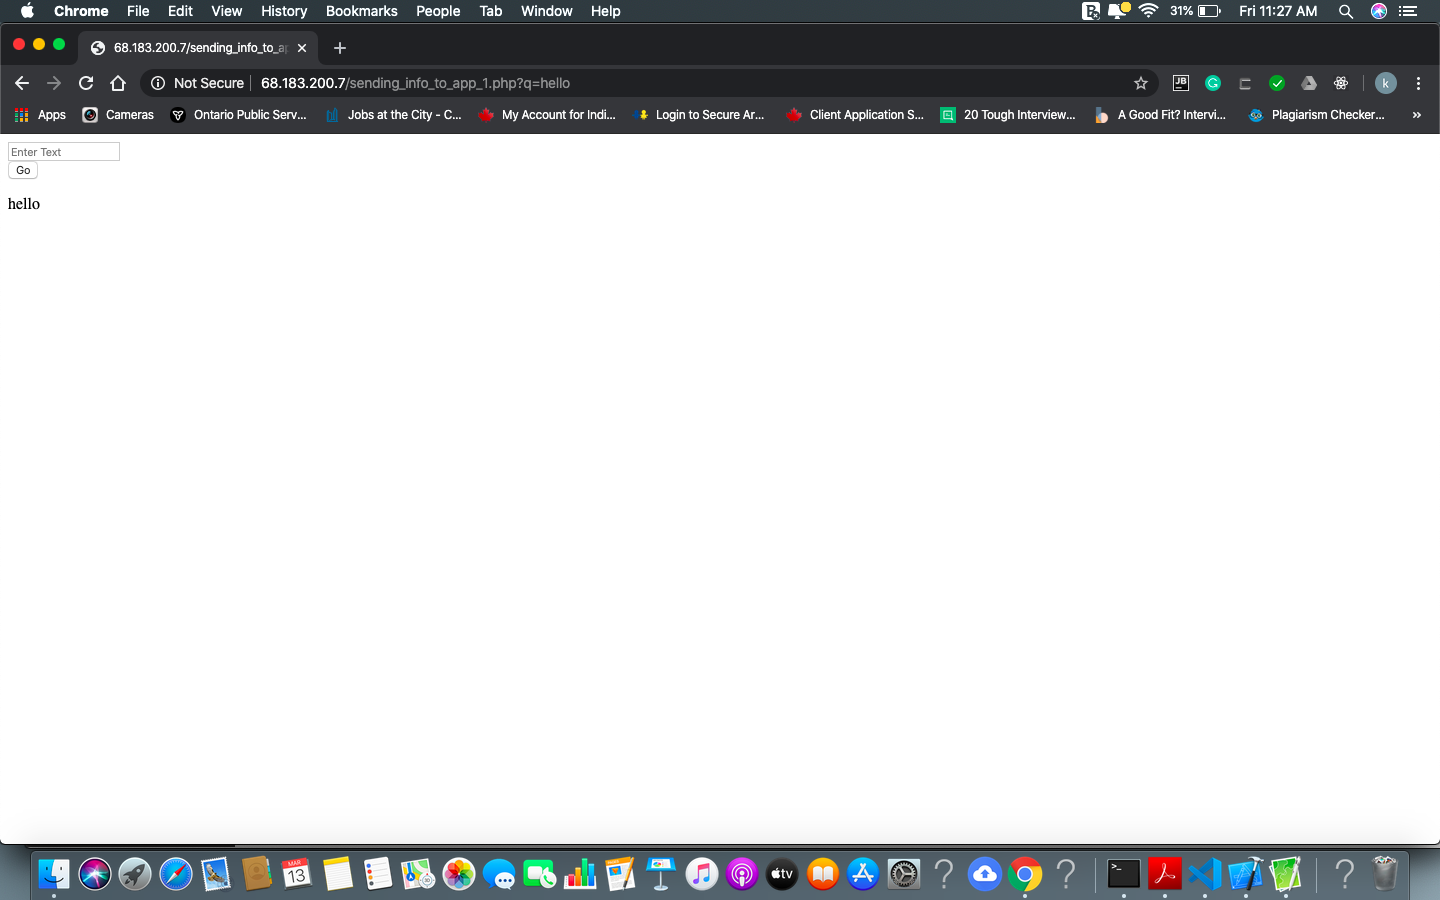 Chrome File Edit View History Bookmarks People Tab Window Help 31% Fri 11:27 AM
68.183.200.7/sending_info_to_ap
Not Secure 68.183.200.7/sending_info_to_app_1.php?q=hello JB k
Apps Cameras Ontario Public Serv... Jobs at the City - C... My Account for Indi... Login to Secure Ar... Client Application S... 20 Tough Interview... A Good Fit? Intervi... Plagiarism Checker... »
Enter Text
Go
hello
MAR
13
tv